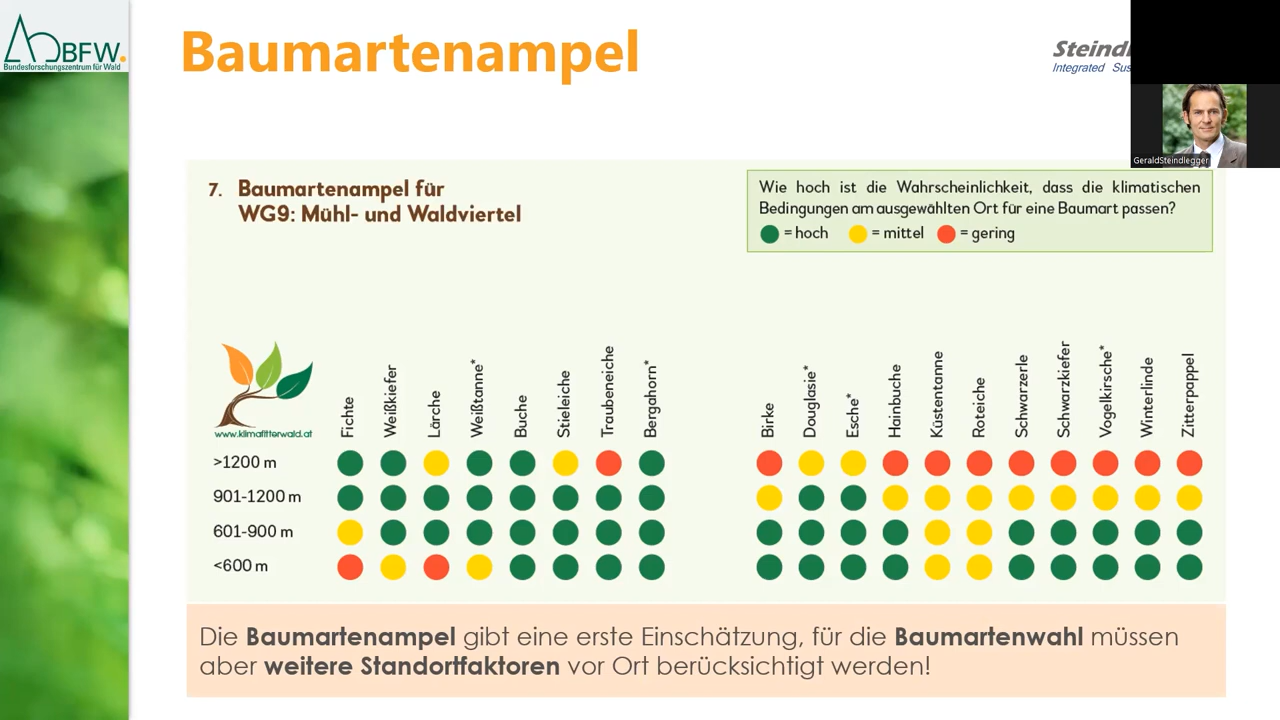 BFW.
Bundesforschungszentrum für Wald
Baumartenampel
Integrated
GeraldSteindlegger
7. Baumartenampel für
WG9: Mühl- und Waldviertel
Wie hoch ist die Wahrscheinlichkeit, dass die klimatischen
Bedingungen am ausgewählten Ort für eine Baumart passen?
= hoch = mittel = gering
www.klimafitterwald.at
Fichte
Weißkiefer
Lärche
Weißtanne*
Buche
Stieleiche
Traubeneiche
Bergahorn*
Birke
Douglasie*
Esche*
Hainbuche
Küstentanne
Roteiche
Schwarzerle
Schwarzkiefer
Vogelkirsche*
Winterlinde
Zitterpappel
>1200 m
901-1200 m
601-900 m
<600 m
Die Baumartenampel gibt eine erste Einschätzung, für die Baumartenwahl müssen
aber weitere Standortfaktoren vor Ort berücksichtigt werden!